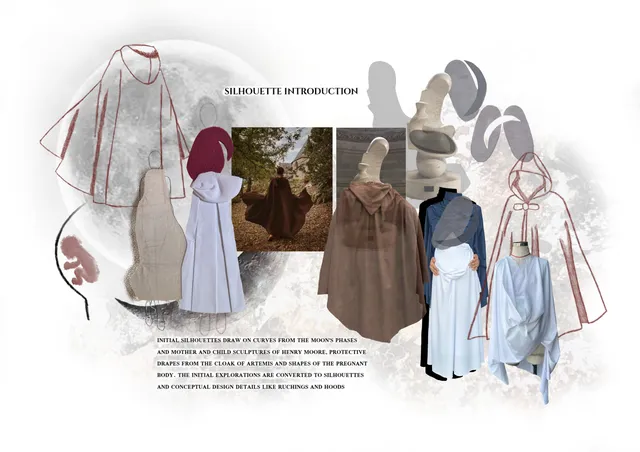 SILHOUETTE INTRODUCTION
INITIAL SILHOUETTES DRAW ON CURVES FROM THE MOON'S PHASES
AND MOTHER AND CHILD SCULPTURES OF HENRY MOORE, PROTECTIVE
DRAPES FROM THE CLOAK OF ARTEMIS AND SHAPES OF THE PREGNANT
BODY. THE INITIAL EXPLORATIONS ARE CONVERTED TO SILHOUETTES
AND CONCEPTUAL DESIGN DETAILS LIKE RUCHINGS AND HOODS